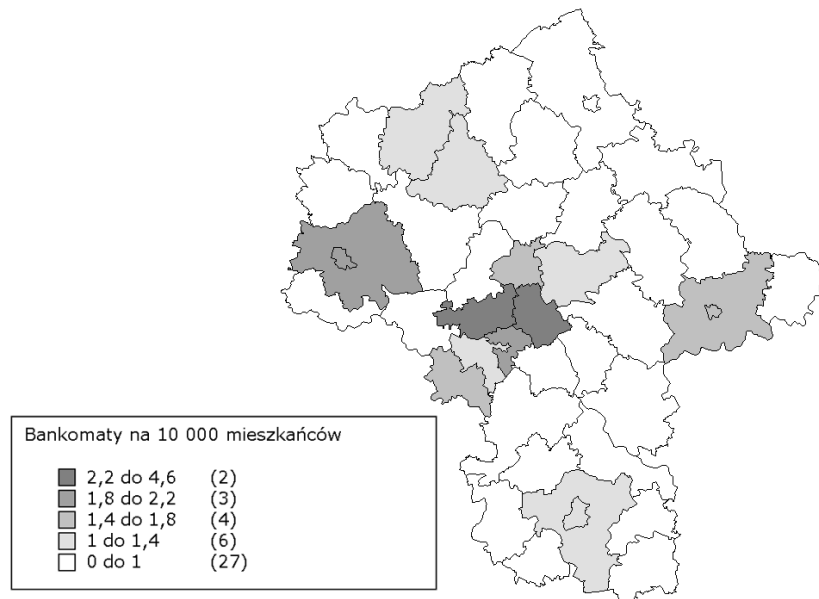 Bankomaty na 10 000 mieszkańców
2,2 do 4,6 (2)
1,8 do 2,2 (3)
1,4 do 1,8 (4)
1 do 1,4 (6)
0 do 1 (27)